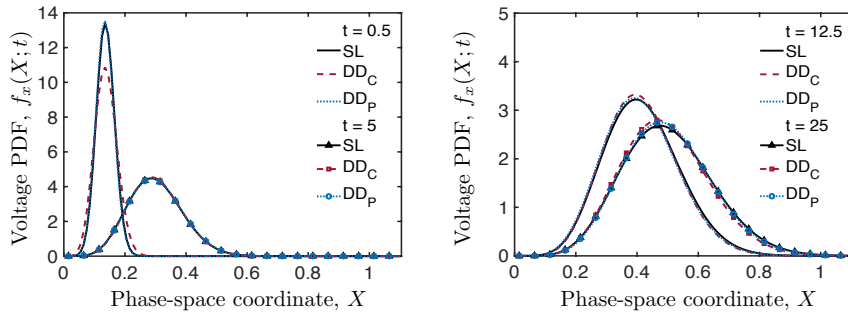 14
12
10
8
6
4
2
0
Voltage PDF, f_x(X; t)
0 0.2 0.4 0.6 0.8 1
Phase-space coordinate, X
t = 0.5
SL
DD_C
DD_P
t = 5
SL
DD_C
DD_P
5
4
3
2
1
0
Voltage PDF, f_x(X; t)
0 0.2 0.4 0.6 0.8 1
Phase-space coordinate, X
t = 12.5
SL
DD_C
DD_P
t = 25
SL
DD_C
DD_P